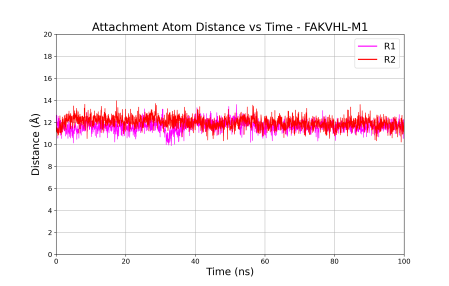 Attachment Atom Distance vs Time - FAKVHL-M1
R1
R2
Distance (Å)
20
18
16
14
12
10
8
6
4
2
0
0 20 40 60 80 100
Time (ns)